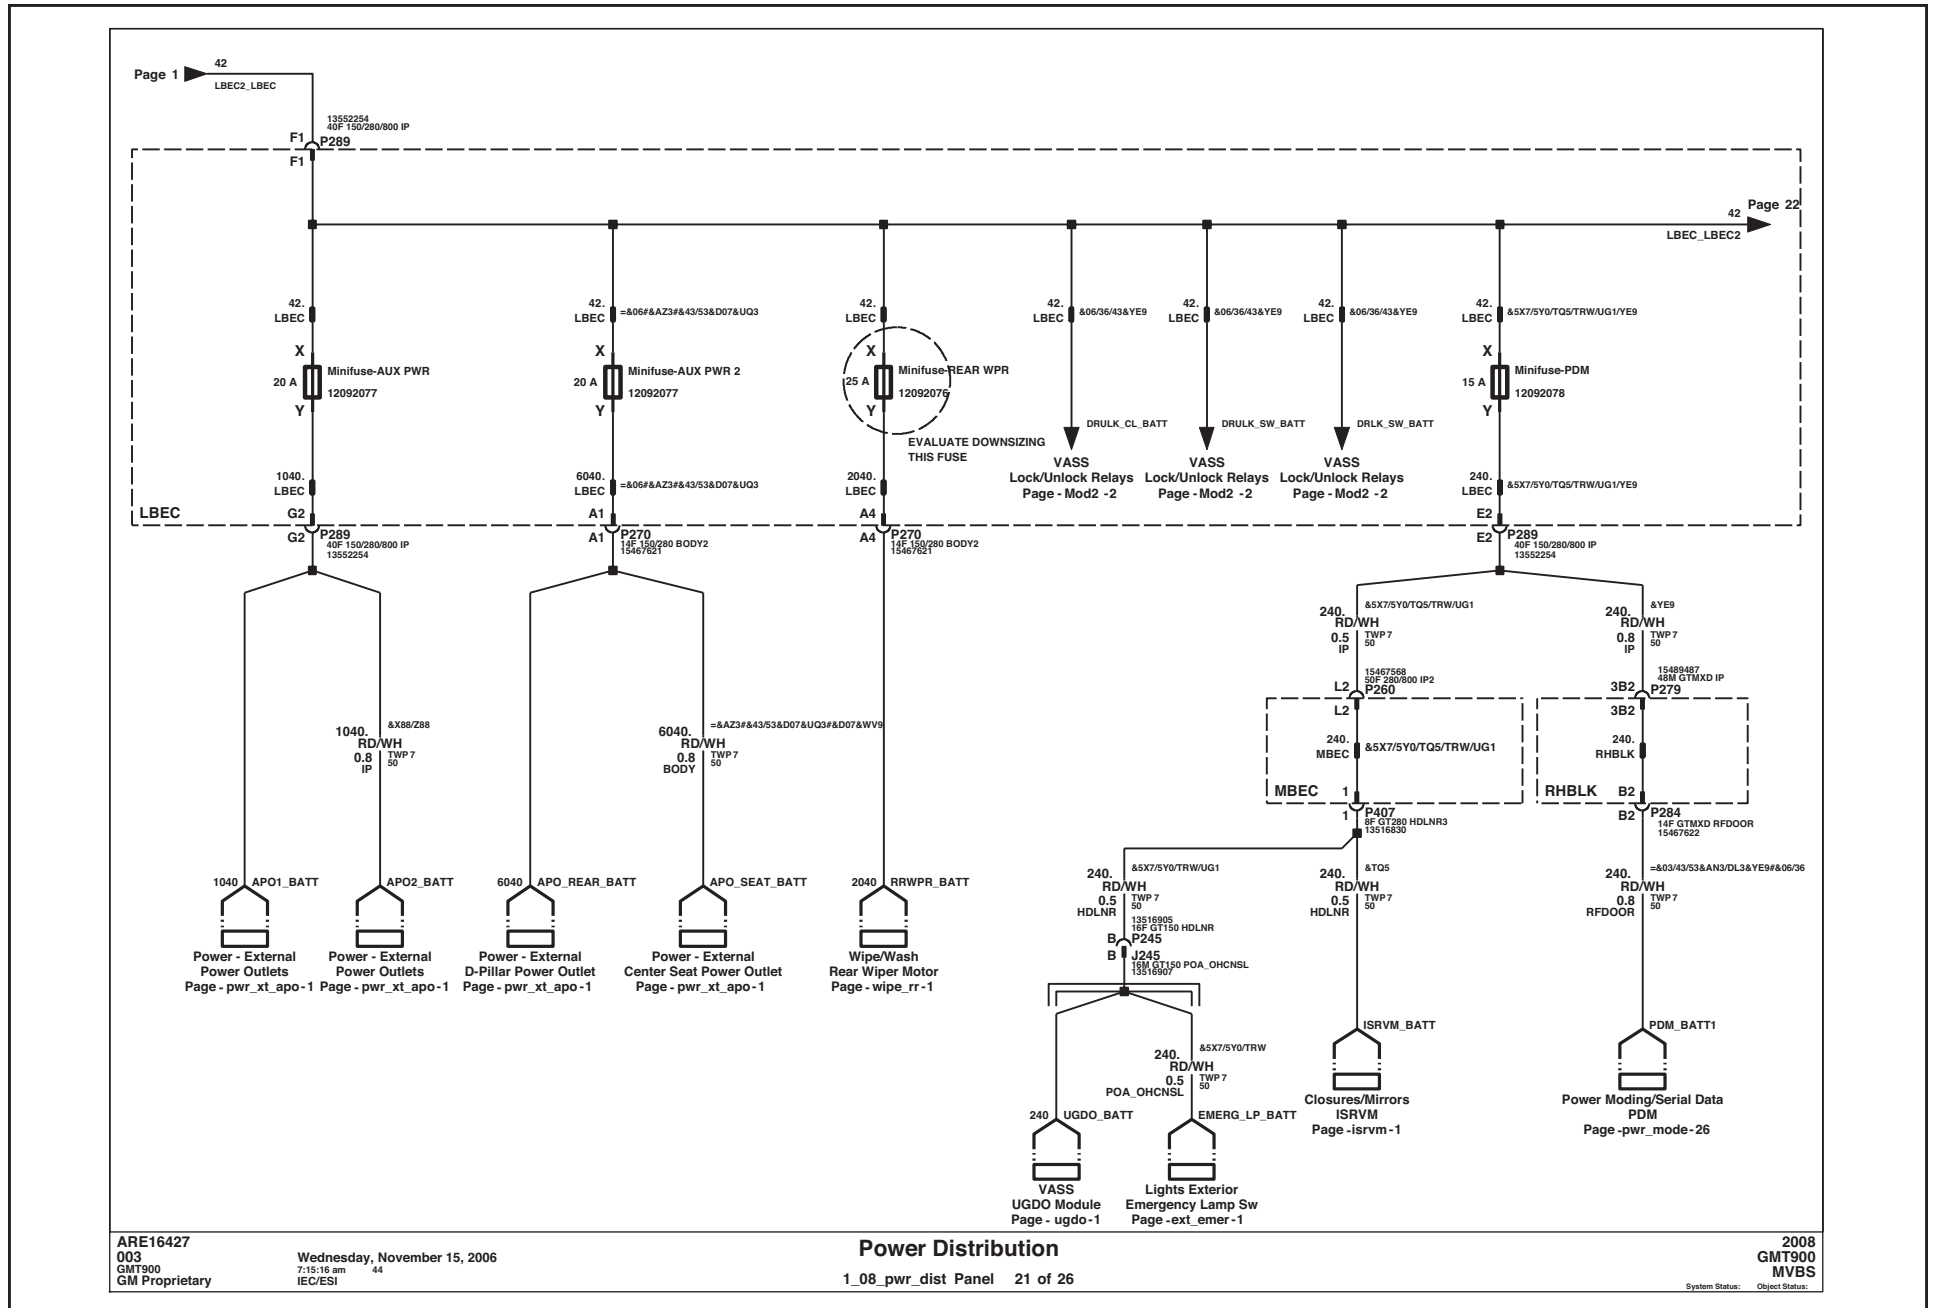 Page 1
42
LBEC2_LBEC
13552254
40F 150/280/800 IP
F1
P289
F1
Page 22
42
LBEC_LBEC2
42.
LBEC
42.
LBEC
=&06#&AZ3#&43/53&D07&UQ3
42.
LBEC
42.
LBEC
&06/36/43&YE9
42.
LBEC
&06/36/43&YE9
42.
LBEC
&06/36/43&YE9
42.
LBEC
&5X7/5Y0/TQ5/TRW/UG1/YE9
X
20 A
Y
Minifuse-AUX PWR
12092077
X
20 A
Y
Minifuse-AUX PWR 2
12092077
X
25 A
Y
Minifuse-REAR WPR
12092076
EVALUATE DOWNSIZING
THIS FUSE
DRULK_CL_BATT
VASS
Lock/Unlock Relays
Page - Mod2 -2
DRULK_SW_BATT
VASS
Lock/Unlock Relays
Page - Mod2 -2
DRLK_SW_BATT
VASS
Lock/Unlock Relays
Page - Mod2 -2
X
15 A
Y
Minifuse-PDM
12092078
1040.
LBEC
6040.
LBEC
=&06#&AZ3#&43/53&D07&UQ3
2040.
LBEC
240.
LBEC
&5X7/5Y0/TQ5/TRW/UG1/YE9
LBEC
G2
G2
P289
40F 150/280/800 IP
13552254
A1
A1
P270
14F 150/280 BODY2
15467621
A4
A4
P270
14F 150/280 BODY2
15467621
E2
E2
P289
40F 150/280/800 IP
13552254
240.
RD/WH
0.5
IP
&5X7/5Y0/TQ5/TRW/UG1
TWP 7
50
240.
RD/WH
0.8
IP
&YE9
TWP 7
50
15467568
50F 280/800 IP2
L2
P260
L2
15489487
48M GTMXD IP
3B2
P279
3B2
1040.
RD/WH
0.8
IP
&X88/Z88
TWP 7
50
6040.
RD/WH
0.8
BODY
=&AZ3#&43/53&D07&UQ3#&D07&WV9
TWP 7
50
240.
MBEC
&5X7/5Y0/TQ5/TRW/UG1
MBEC
1
1
P407
8F GT280 HDLNR3
13516830
240.
RHBLK
RHBLK
B2
B2
P284
14F GTMXD RFDOOR
15467622
240.
RD/WH
0.5
HDLNR
&5X7/5Y0/TRW/UG1
TWP 7
50
240.
RD/WH
0.5
HDLNR
&TQ5
TWP 7
50
240.
RD/WH
0.8
RFDOOR
=&03/43/53&AN3/DL3&YE9#&06/36
TWP 7
50
1040
APO1_BATT
APO2_BATT
6040
APO_REAR_BATT
APO_SEAT_BATT
2040
RRWPR_BATT
Power - External
Power Outlets
Page - pwr_xt_apo-1
Power - External
Power Outlets
Page - pwr_xt_apo-1
Power - External
D-Pillar Power Outlet
Page - pwr_xt_apo-1
Power - External
Center Seat Power Outlet
Page - pwr_xt_apo-1
Wipe/Wash
Rear Wiper Motor
Page - wipe_rr-1
13516905
16F GT150 HDLNR
B
P245
B
J245
16M GT150 POA_OHCNSL
13516907
240.
RD/WH
0.5
POA_OHCNSL
&5X7/5Y0/TRW
TWP 7
50
ISRVM_BATT
Closures/Mirrors
ISRVM
Page -isrvm-1
PDM_BATT1
Power Moding/Serial Data
PDM
Page -pwr_mode-26
240
UGDO_BATT
VASS
UGDO Module
Page - ugdo-1
EMERG_LP_BATT
Lights Exterior
Emergency Lamp Sw
Page -ext_emer-1
ARE16427
003
GMT900
GM Proprietary
Wednesday, November 15, 2006
7:15:16 am 44
IEC/ESI
Power Distribution
1_08_pwr_dist Panel 21 of 26
2008
GMT900
MVBS
System Status: Object Status: